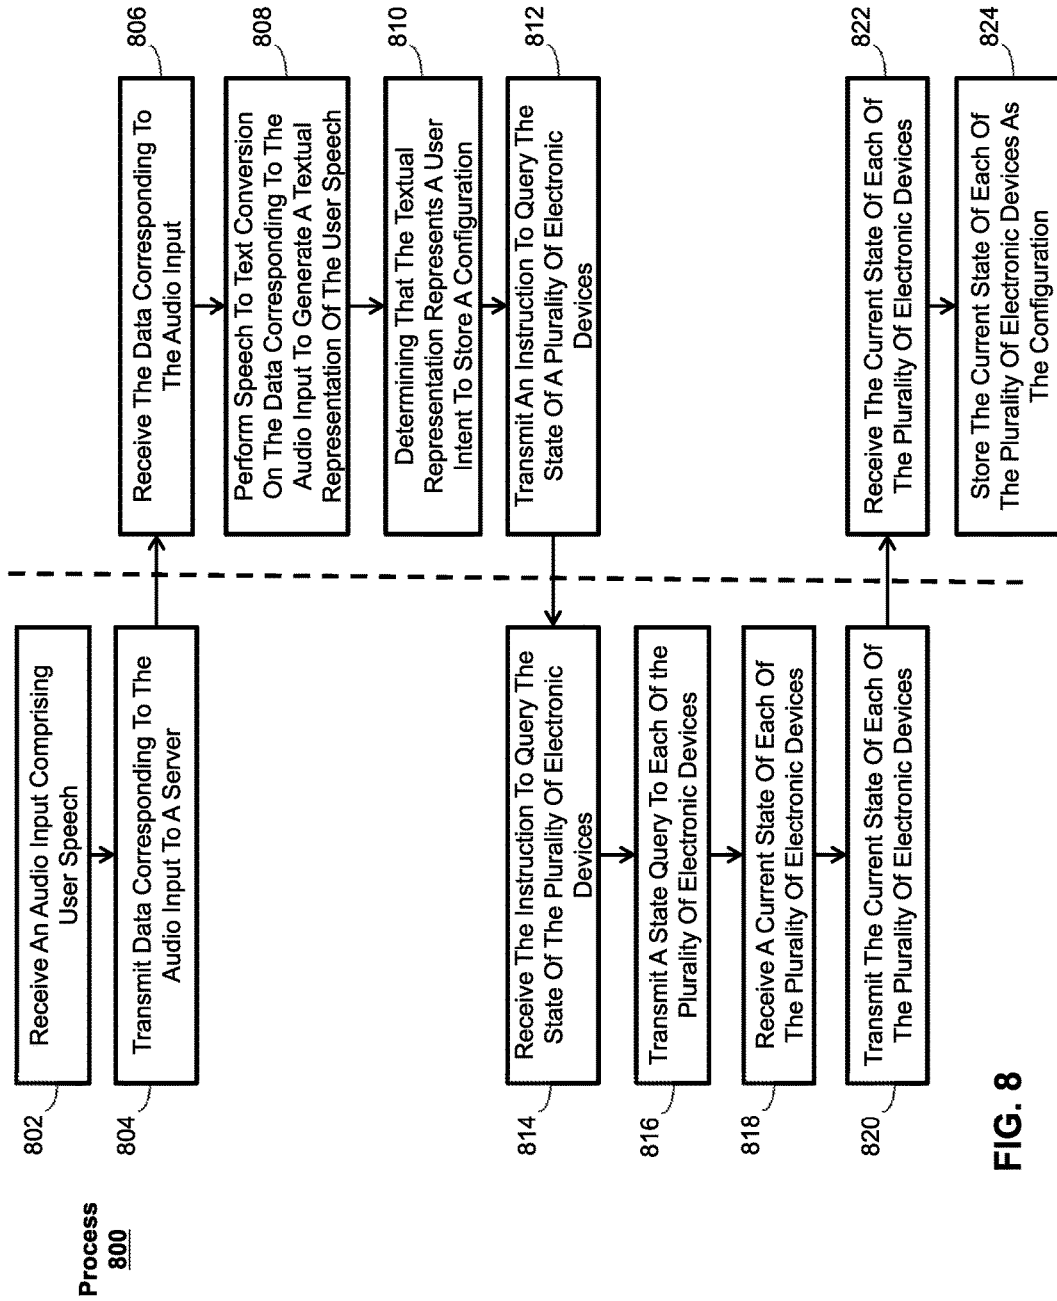 Process
800
802
Receive An Audio Input Comprising
User Speech
804
Transmit Data Corresponding To The
Audio Input To A Server
806
Receive The Data Corresponding To
The Audio Input
808
Perform Speech To Text Conversion
On The Data Corresponding To The
Audio Input To Generate A Textual
Representation Of The User Speech
810
Determining That The Textual
Representation Represents A User
Intent To Store A Configuration
812
Transmit An Instruction To Query The
State Of A Plurality Of Electronic
Devices
814
Receive The Instruction To Query The
State Of The Plurality Of Electronic
Devices
816
Transmit A State Query To Each Of the
Plurality Of Electronic Devices
818
Receive A Current State Of Each Of
The Plurality Of Electronic Devices
820
Transmit The Current State Of Each Of
The Plurality Of Electronic Devices
822
Receive The Current State Of Each Of
The Plurality Of Electronic Devices
824
Store The Current State Of Each Of
The Plurality Of Electronic Devices As
The Configuration
FIG. 8